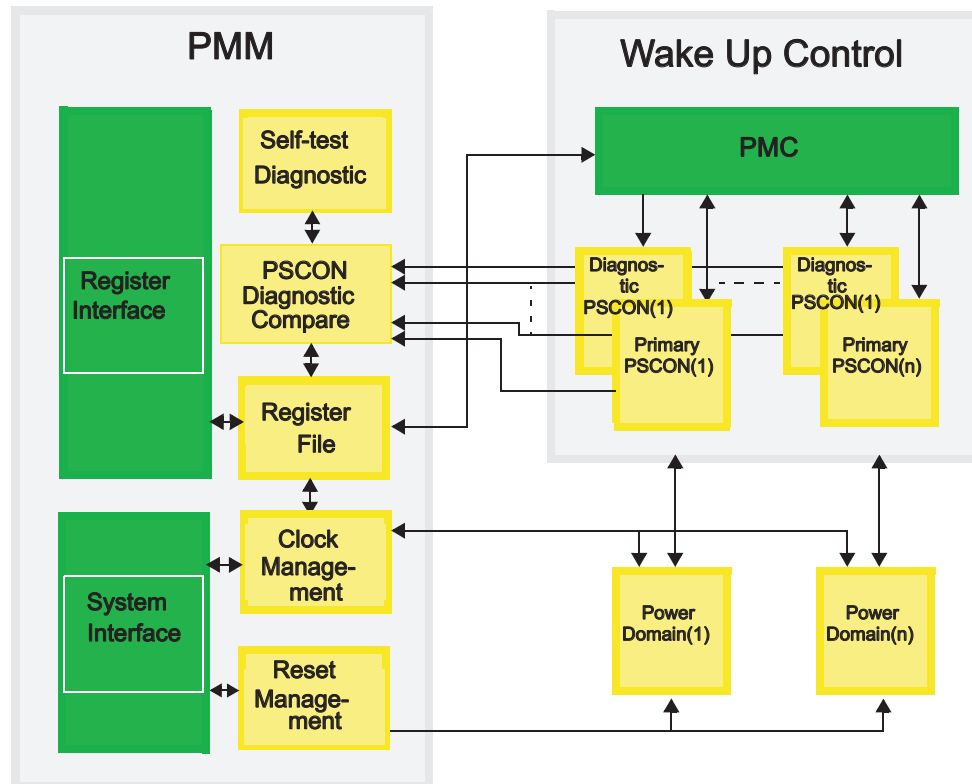 PMM
Self-test
Diagnostic
Register
Interface
PSCON
Diagnostic
Compare
Register
File
Clock
Manage-
ment
System
Interface
Reset
Manage-
ment
Wake Up Control
PMC
Diagnos-
tic
PSCON(1)
Primary
PSCON(1)
Diagnos-
tic
PSCON(1)
Primary
PSCON(n)
Power
Domain(1)
Power
Domain(n)